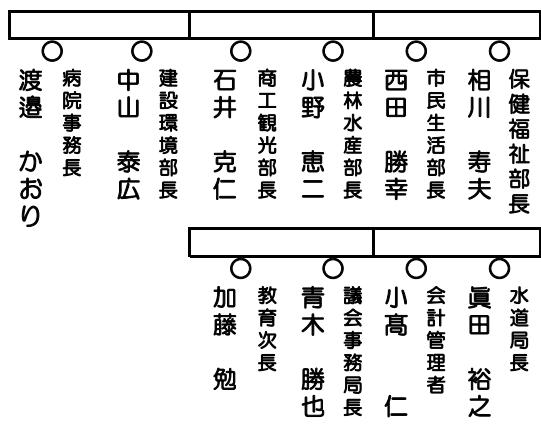 保健福祉部長
相川　寿夫
市民生活部長
西田　勝幸
農林水産部長
小野　恵二
商工観光部長
石井　克仁
建設環境部長
中山　泰広
病院事務長
渡邉　かおり
水道局長
眞田　裕之
会計管理者
小髙　仁
議会事務局長
青木　勝也
教育次長
加藤　勉